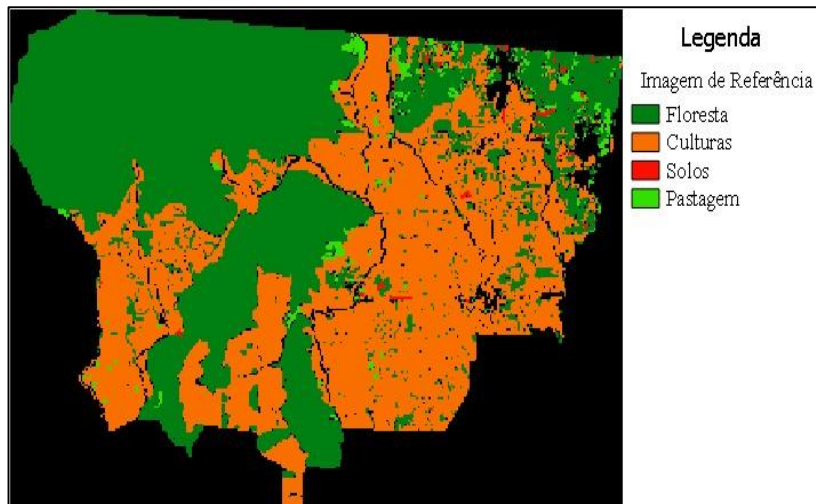 Legenda
Imagem de Referência
Floresta
Culturas
Solos
Pastagem